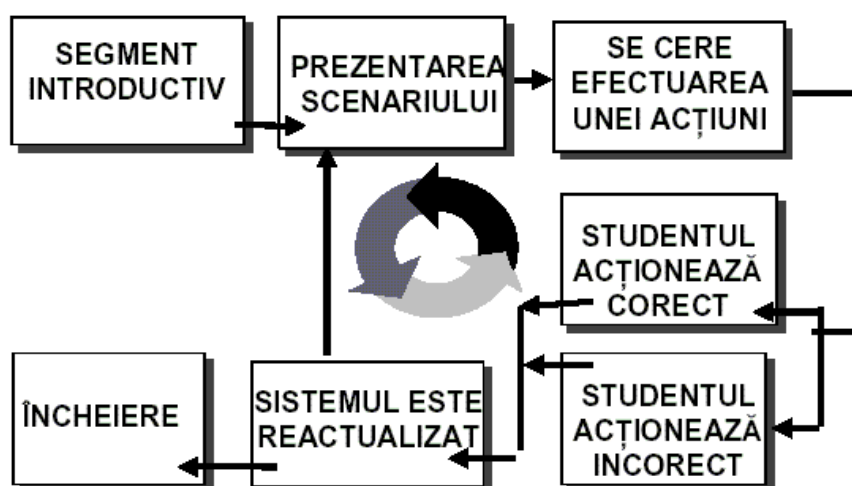 SEGMENT
INTRODUCTIV
PREZENTAREA
SCENARIULUI
SE CERE
EFECTUAREA
UNEI ACȚIUNI
STUDENTUL
ACȚIONEAZĂ
CORECT
STUDENTUL
ACȚIONEAZĂ
INCORECT
SISTEMUL ESTE
REACTUALIZAT
ÎNCHEIERE